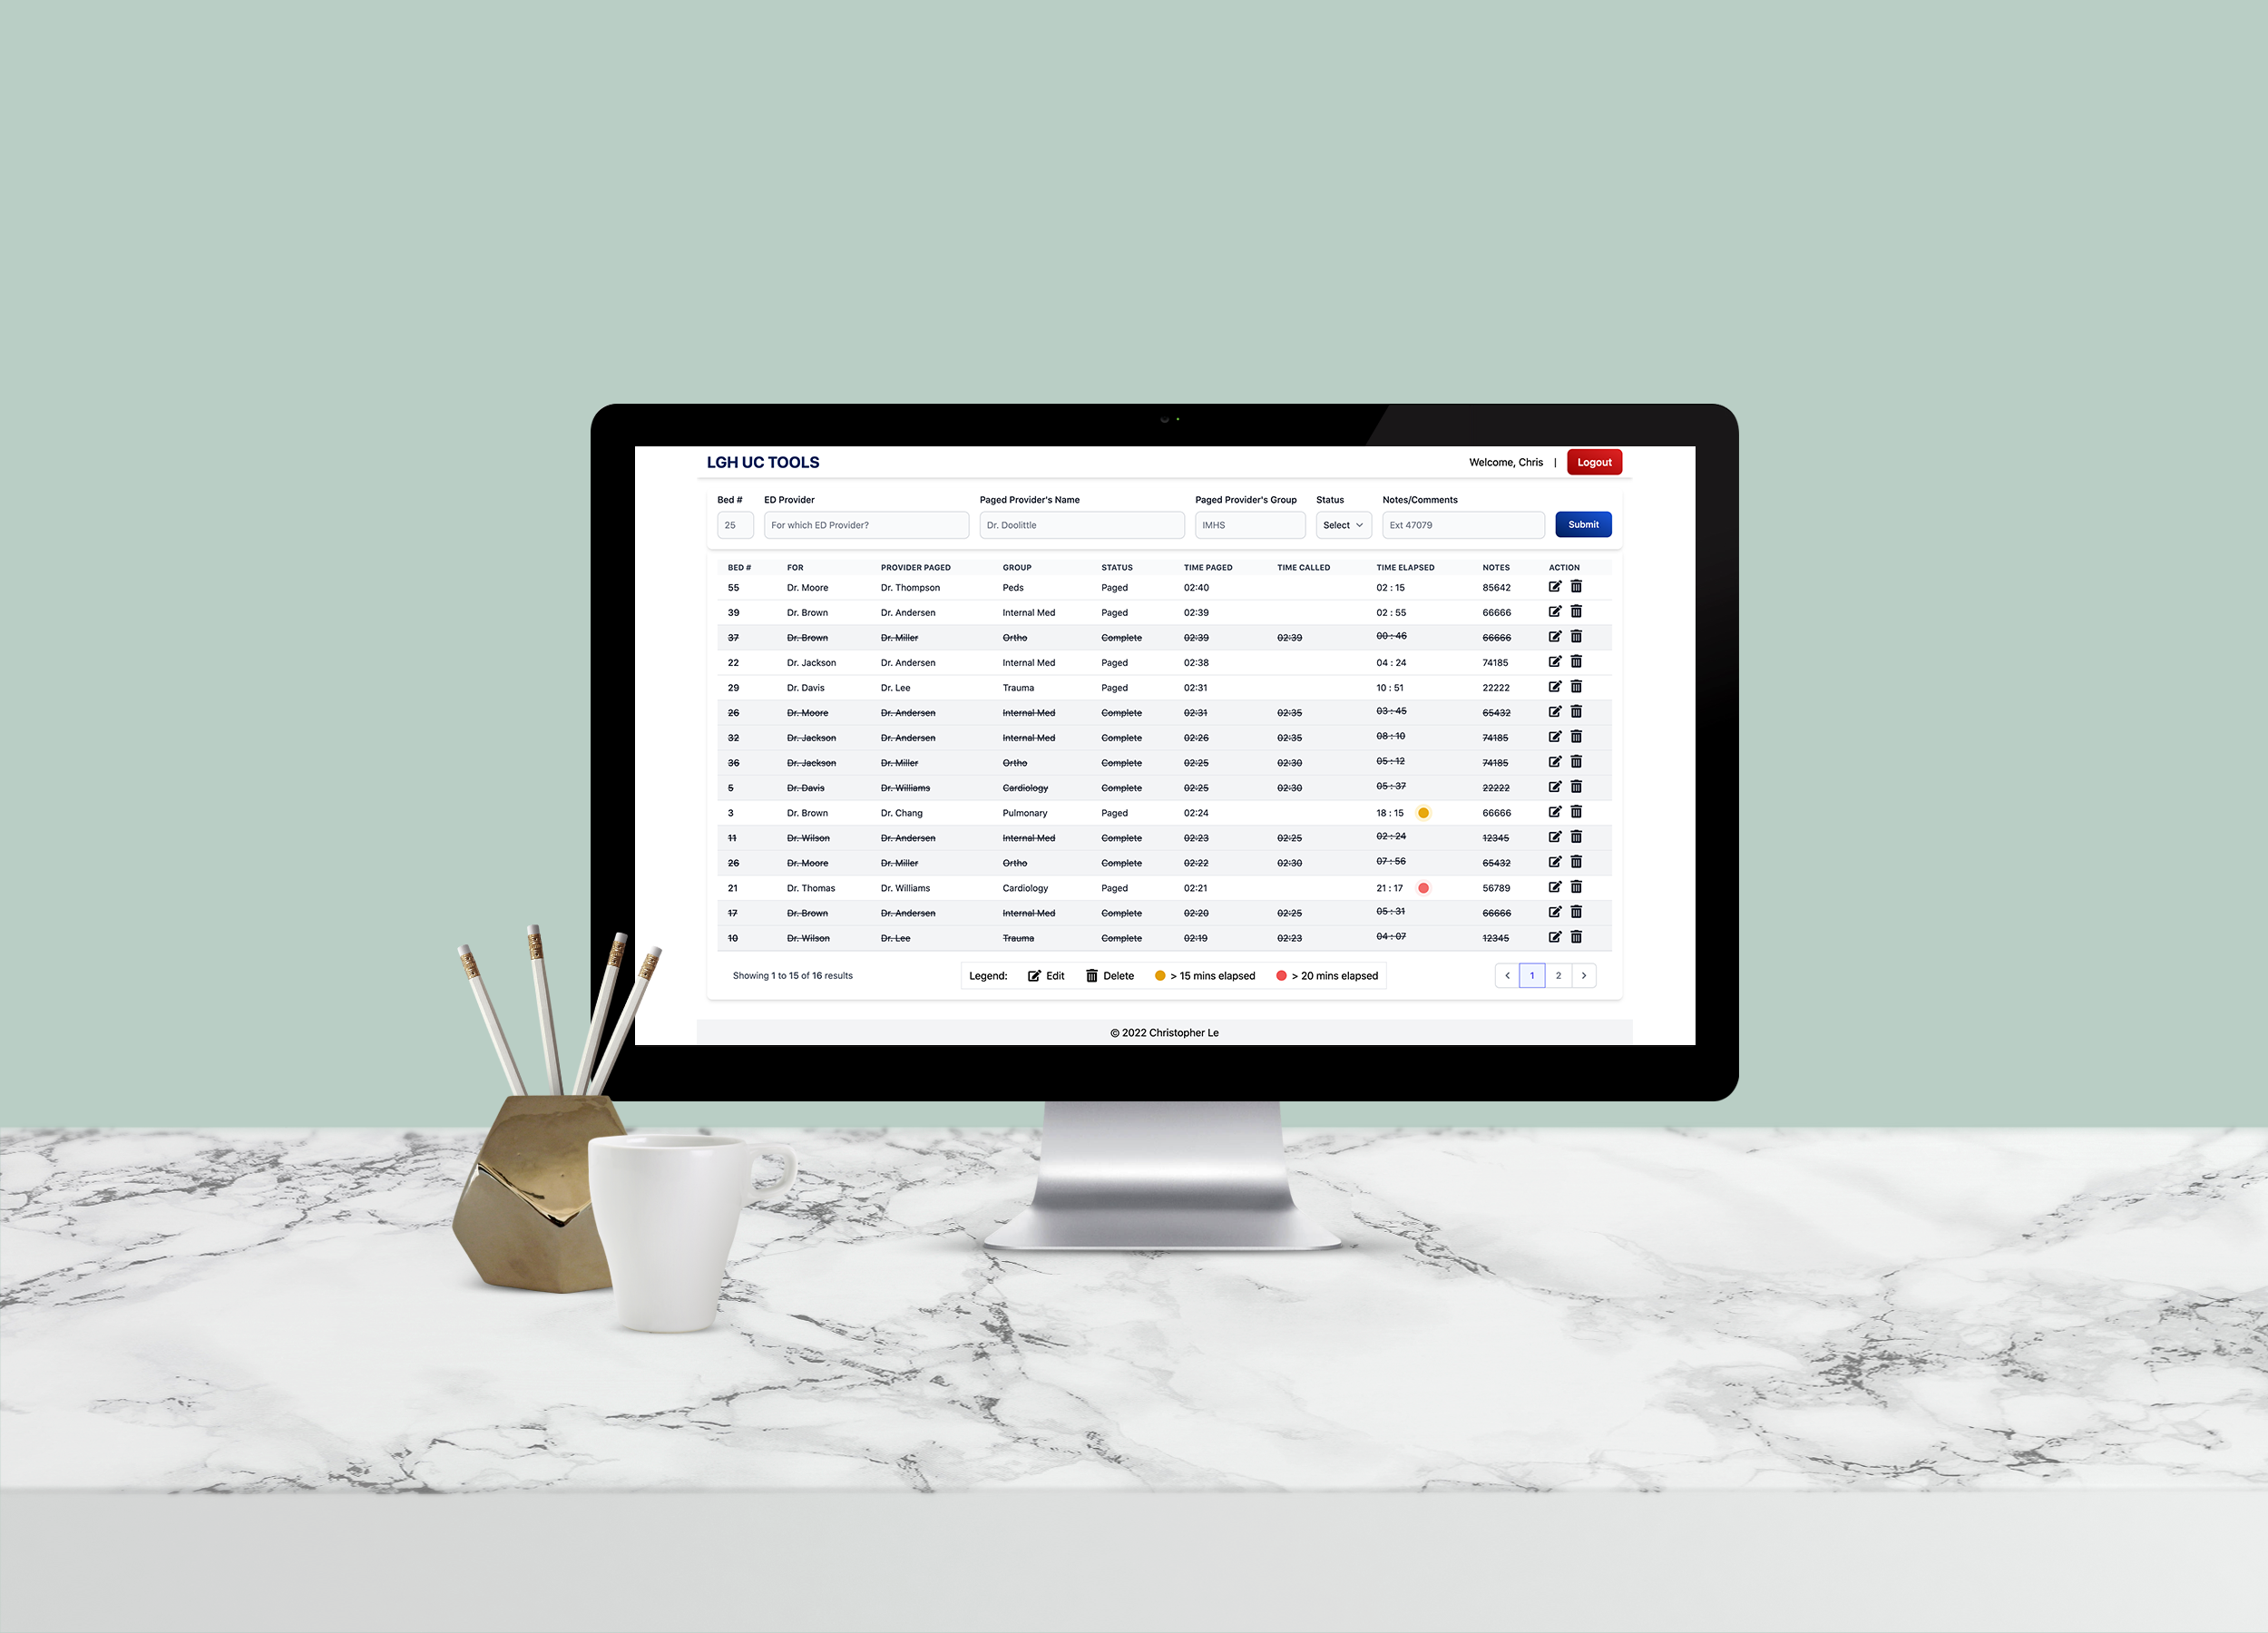 LGH UC TOOLS Welcome, Chris | Logout
Bed # ED Provider Paged Provider's Name Paged Provider's Group Status Notes/Comments
25 For which ED Provider? Dr. Doolittle IMHS Select Ext 47079 Submit
BED # FOR PROVIDER PAGED GROUP STATUS TIME PAGED TIME CALLED TIME ELAPSED NOTES ACTION
55 Dr. Moore Dr. Thompson Peds Paged 02:40 02 : 15 85642
39 Dr. Brown Dr. Andersen Internal Med Paged 02:39 02 : 55 66666
37 Dr. Brown Dr. Miller Ortho Complete 02:39 02:39 00 : 46 66666
22 Dr. Jackson Dr. Andersen Internal Med Paged 02:38 04 : 24 74185
29 Dr. Davis Dr. Lee Trauma Paged 02:31 10 : 51 22222
26 Dr. Moore Dr. Andersen Internal Med Complete 02:31 02:35 03 : 45 65432
32 Dr. Jackson Dr. Andersen Internal Med Complete 02:26 02:35 08 : 10 74185
36 Dr. Jackson Dr. Miller Ortho Complete 02:25 02:30 05 : 12 74185
5 Dr. Davis Dr. Williams Cardiology Complete 02:25 02:30 05 : 37 22222
3 Dr. Brown Dr. Chang Pulmonary Paged 02:24 18 : 15 66666
11 Dr. Wilson Dr. Andersen Internal Med Complete 02:23 02:25 02 : 24 12345
26 Dr. Moore Dr. Miller Ortho Complete 02:22 02:30 07 : 56 65432
21 Dr. Thomas Dr. Williams Cardiology Paged 02:21 21 : 17 56789
17 Dr. Brown Dr. Andersen Internal Med Complete 02:20 02:25 05 : 31 66666
10 Dr. Wilson Dr. Lee Trauma Complete 02:19 02:23 04 : 07 12345
Showing 1 to 15 of 16 results Legend: Edit Delete > 15 mins elapsed > 20 mins elapsed 1 2
© 2022 Christopher Le